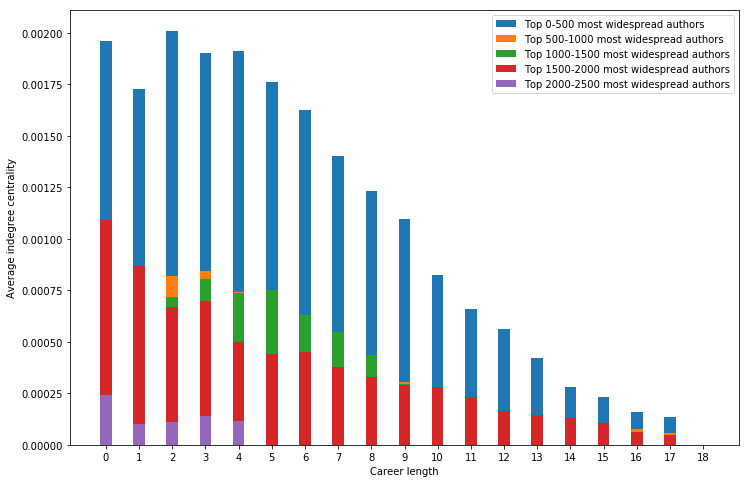 Top 0-500 most widespread authors
Top 500-1000 most widespread authors
Top 1000-1500 most widespread authors
Top 1500-2000 most widespread authors
Top 2000-2500 most widespread authors
Average indegree centrality
0.00200
0.00175
0.00150
0.00125
0.00100
0.00075
0.00050
0.00025
0.00000
0 1 2 3 4 5 6 7 8 9 10 11 12 13 14 15 16 17 18
Career length